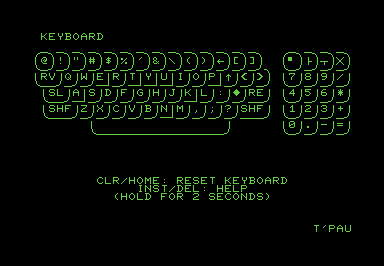 KEYBOARD
@ ! " # $ % ' & \ ( ) ← [ ]
RV Q W E R T Y U I O P ↑ < > 7 8 9 /
SL A S D F G H J K L : ◆ RE 4 5 6 *
SHF Z X C V B N M , ; ? SHF 1 2 3 +
0 . - =
CLR/HOME: RESET KEYBOARD
INST/DEL: HELP
(HOLD FOR 2 SECONDS)
T'PAU